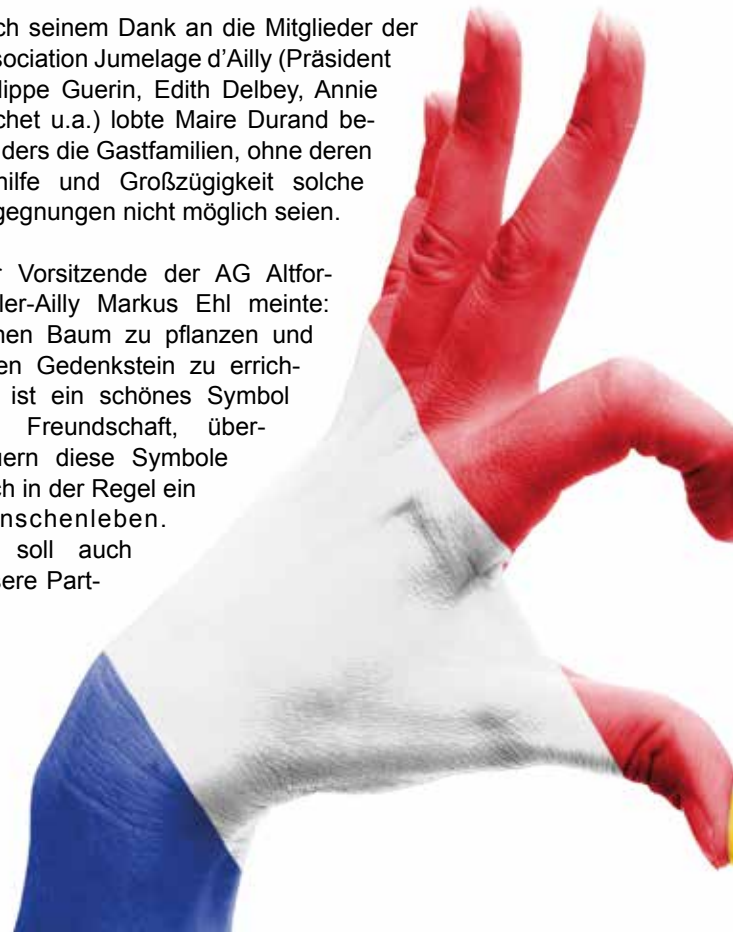 ch seinem Dank an die Mitglieder der
sociation Jumelage d’Ailly (Präsident
lippe Guerin, Edith Delbey, Annie
chet u.a.) lobte Maire Durand be-
ders die Gastfamilien, ohne deren
hilfe und Großzügigkeit solche
gegnungen nicht möglich seien.
r Vorsitzende der AG Altfor-
ler-Ailly Markus Ehl meinte:
nen Baum zu pflanzen und
en Gedenkstein zu errich-
ist ein schönes Symbol
Freundschaft, über-
uern diese Symbole
ch in der Regel ein
nschenleben.
soll auch
sere Part-